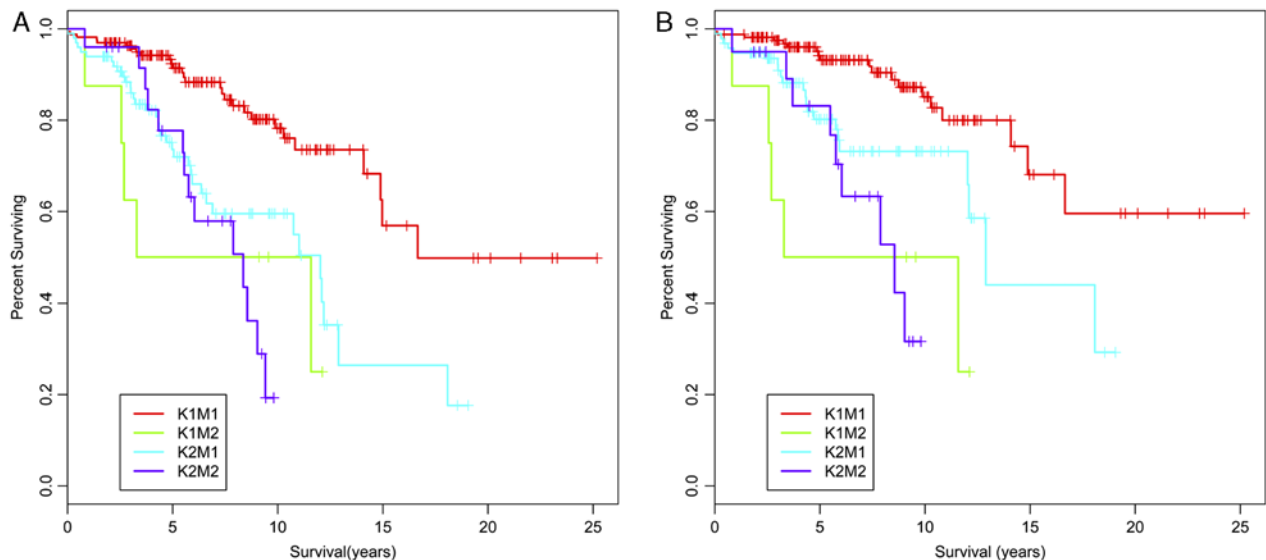 A
Percent Surviving
1.0
0.8
0.6
0.4
0.2
0.0
K1M1
K1M2
K2M1
K2M2
0 5 10 15 20 25
Survival(years)
B
Percent Surviving
1.0
0.8
0.6
0.4
0.2
0.0
K1M1
K1M2
K2M1
K2M2
0 5 10 15 20 25
Survival (years)